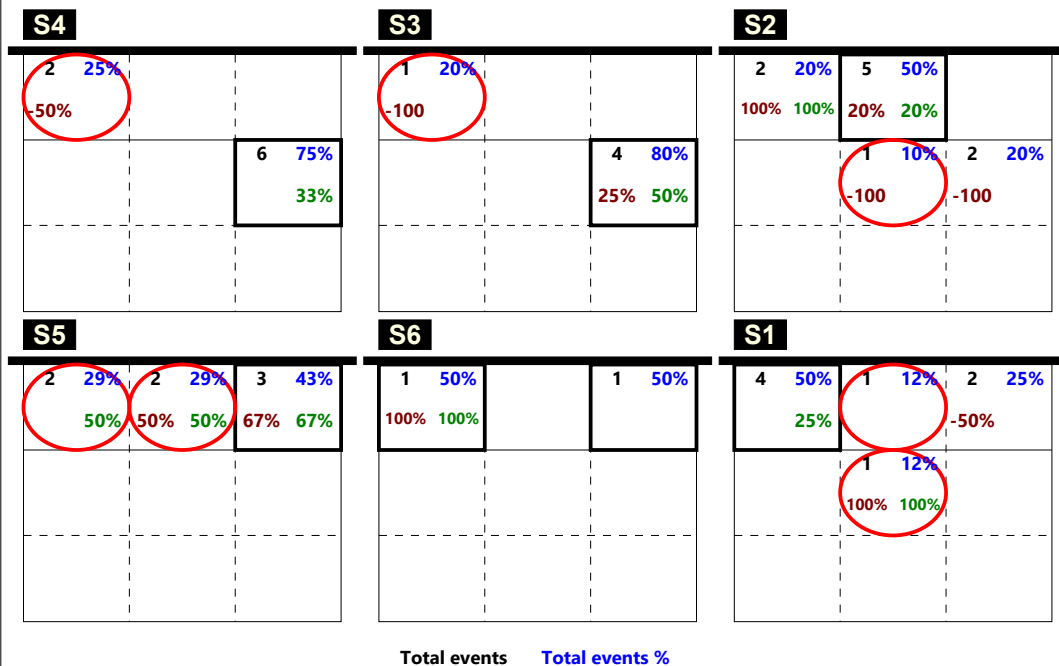 S4 S3 S2
2 25% 1 20% 2 20% 5 50%
-50% -100 100% 100% 20% 20%
6 75% 4 80% 1 10% 2 20%
33% 25% 50% -100 -100
S5 S6 S1
2 29% 2 29% 3 43% 1 50% 1 50% 4 50% 1 12% 2 25%
50% 50% 50% 67% 67% 100% 100% 25% -50%
1 12%
100% 100%
Total events Total events %